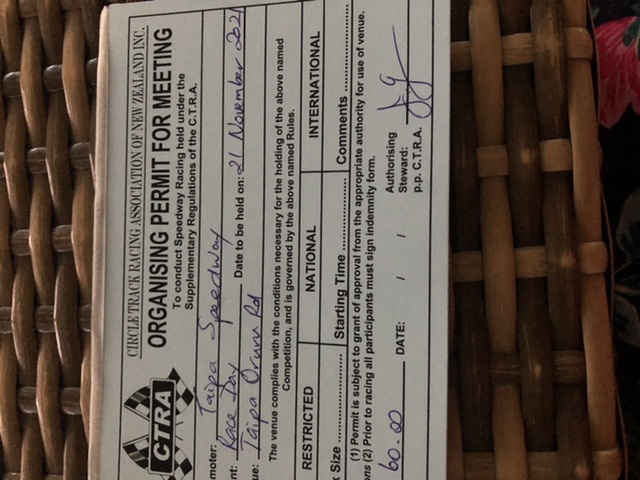 CIRCLE TRACK RACING ASSOCIATION OF NEW ZEALAND INC.
CTRA
ORGANISING PERMIT FOR MEETING
To conduct Speedway Racing held under the
Supplementary Regulations of the C.T.R.A.
moter: Taipa Speedway
nt: Race Day Date to be held on: 21 November 2021
ue: Taipa Oruru Rd
The venue complies with the conditions necessary for the holding of the above named
Competition, and is governed by the above named Rules.
RESTRICTED NATIONAL INTERNATIONAL
k Size .......... Starting Time .......... Comments ..........
(1) Permit is subject to grant of approval from the appropriate authority for use of venue.
ons (2) Prior to racing all participants must sign indemnity form.
60-00 DATE: / / Authorising
Steward:
p.p. C.T.R.A.